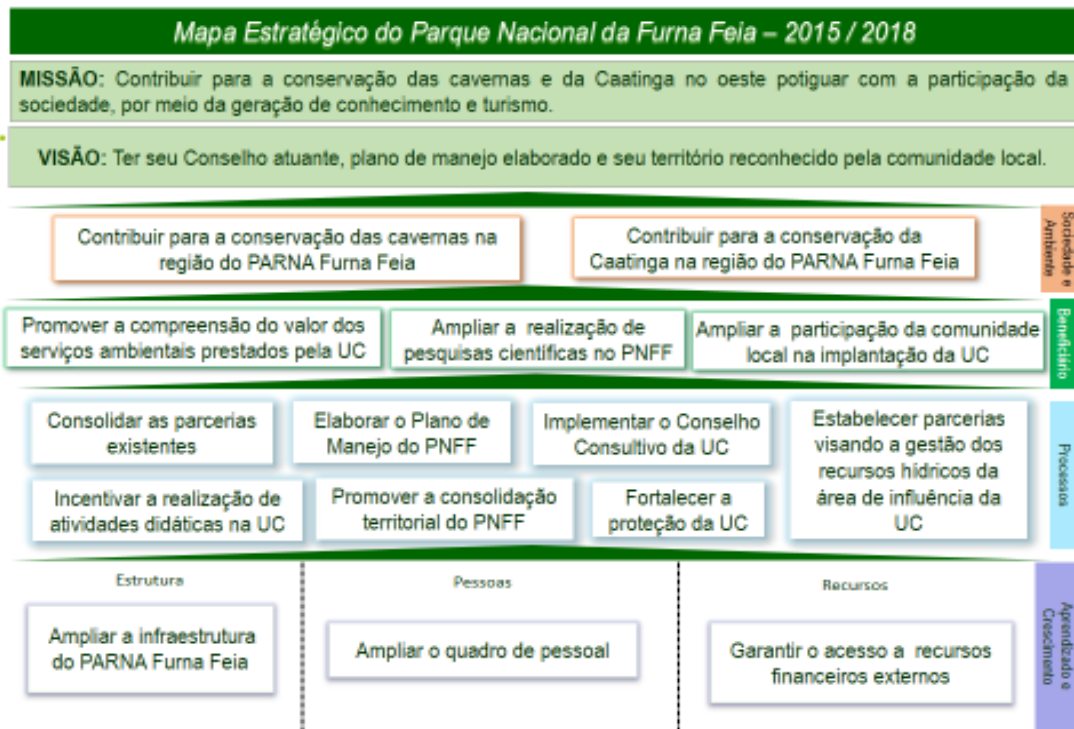 Mapa Estratégico do Parque Nacional da Furna Feia – 2015 / 2018
MISSÃO: Contribuir para a conservação das cavernas e da Caatinga no oeste potiguar com a participação da
sociedade, por meio da geração de conhecimento e turismo.
VISÃO: Ter seu Conselho atuante, plano de manejo elaborado e seu território reconhecido pela comunidade local.
Contribuir para a conservação das cavernas na
região do PARNA Furna Feia
Contribuir para a conservação da
Caatinga na região do PARNA Furna Feia
Sociedade e
Ambiente
Promover a compreensão do valor dos
serviços ambientais prestados pela UC
Ampliar a realização de
pesquisas científicas no PNFF
Ampliar a participação da comunidade
local na implantação da UC
Beneficiário
Consolidar as parcerias
existentes
Elaborar o Plano de
Manejo do PNFF
Implementar o Conselho
Consultivo da UC
Estabelecer parcerias
visando a gestão dos
recursos hídricos da
área de influência da
UC
Incentivar a realização de
atividades didáticas na UC
Promover a consolidação
territorial do PNFF
Fortalecer a
proteção da UC
Processos
Estrutura
Pessoas
Recursos
Ampliar a infraestrutura
do PARNA Furna Feia
Ampliar o quadro de pessoal
Garantir o acesso a recursos
financeiros externos
Aprendizado e
Crescimento